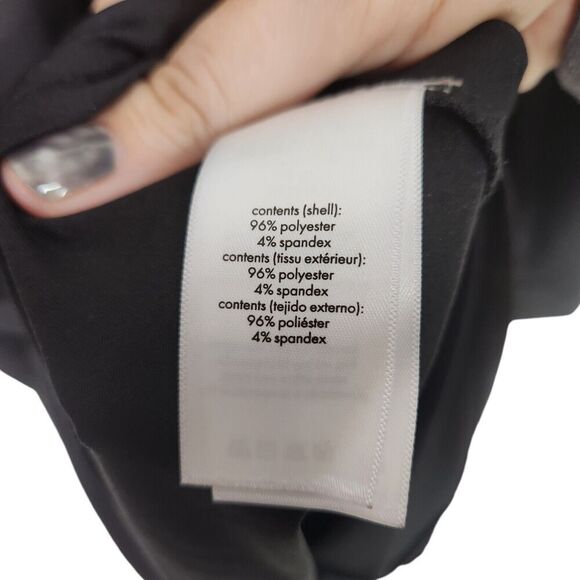 contents (shell):
96% polyester
4% spandex
contents (tissu extérieur):
96% polyester
4% spandex
contents (tejido externo):
96% poliéster
4% spandex